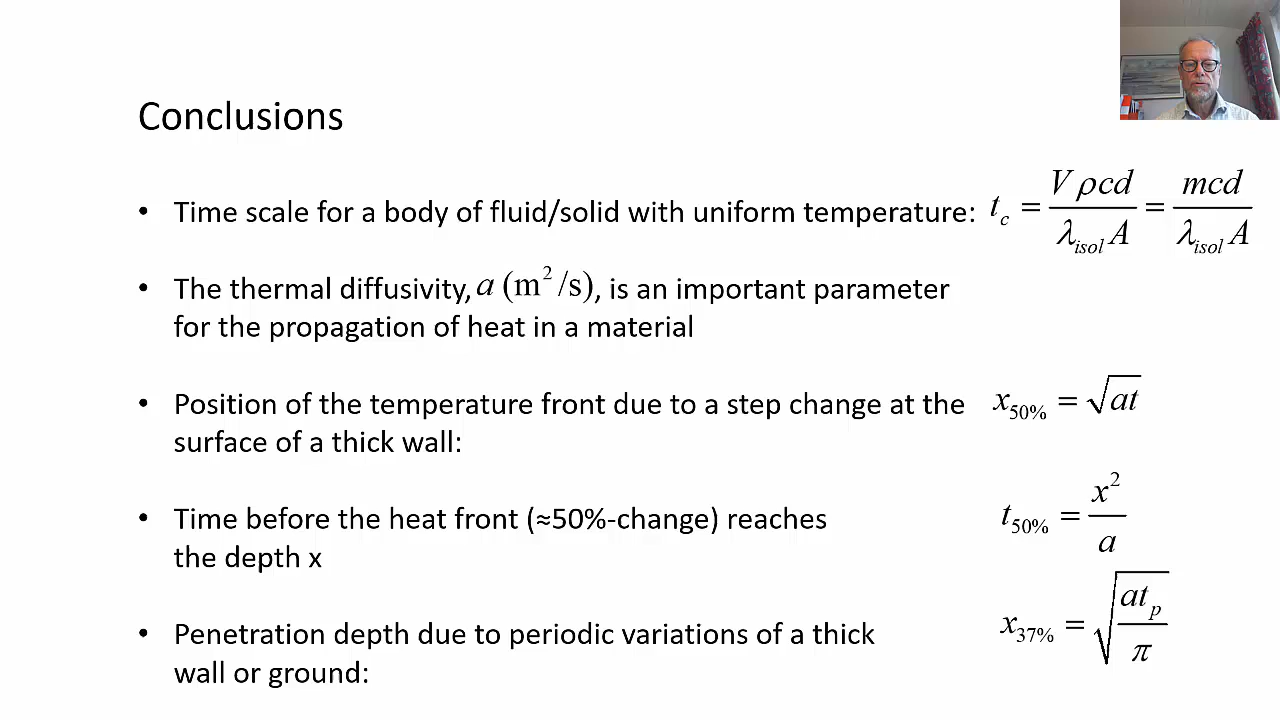 Conclusions
• Time scale for a body of fluid/solid with uniform temperature: t_c = Vρcd / λ_isol A = mcd / λ_isol A
• The thermal diffusivity, a (m²/s), is an important parameter
for the propagation of heat in a material
• Position of the temperature front due to a step change at the x_50% = √at
surface of a thick wall:
• Time before the heat front (≈50%-change) reaches t_50% = x² / a
the depth x
• Penetration depth due to periodic variations of a thick x_37% = √(at_p / π)
wall or ground: